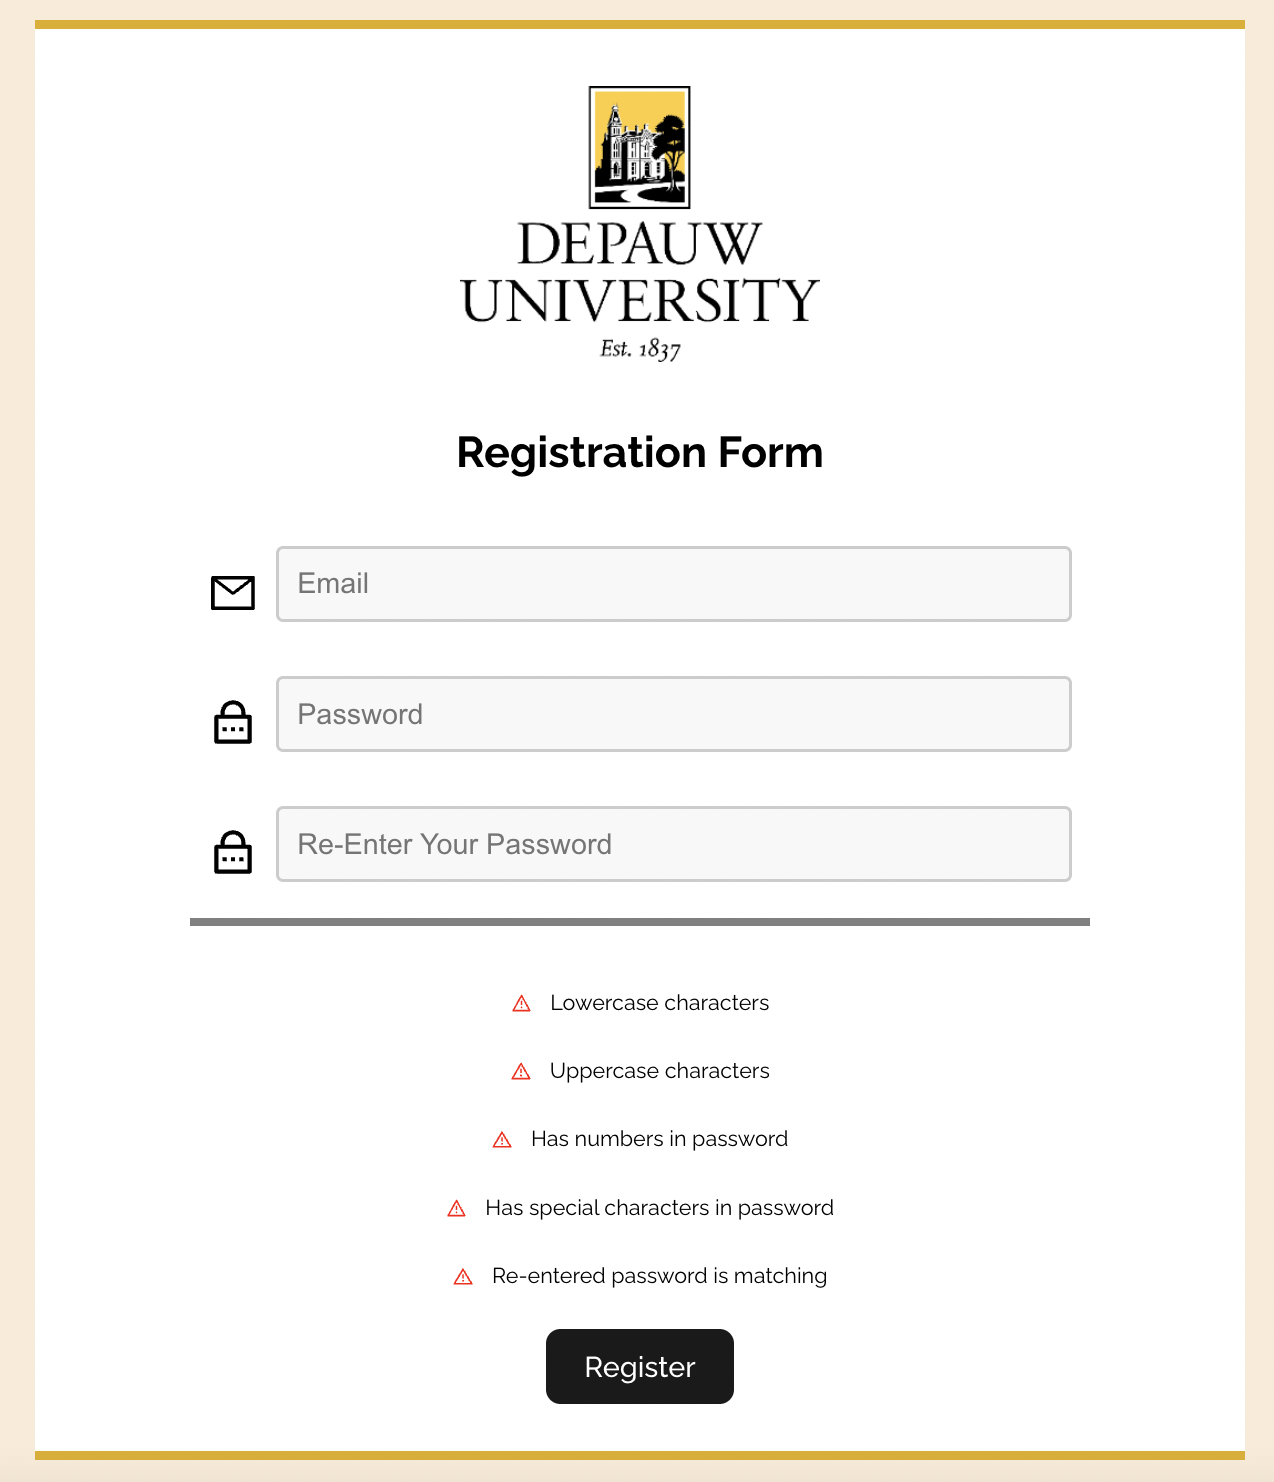 DEPAUW
UNIVERSITY
Est. 1837
Registration Form
Email
Password
Re-Enter Your Password
Lowercase characters
Uppercase characters
Has numbers in password
Has special characters in password
Re-entered password is matching
Register